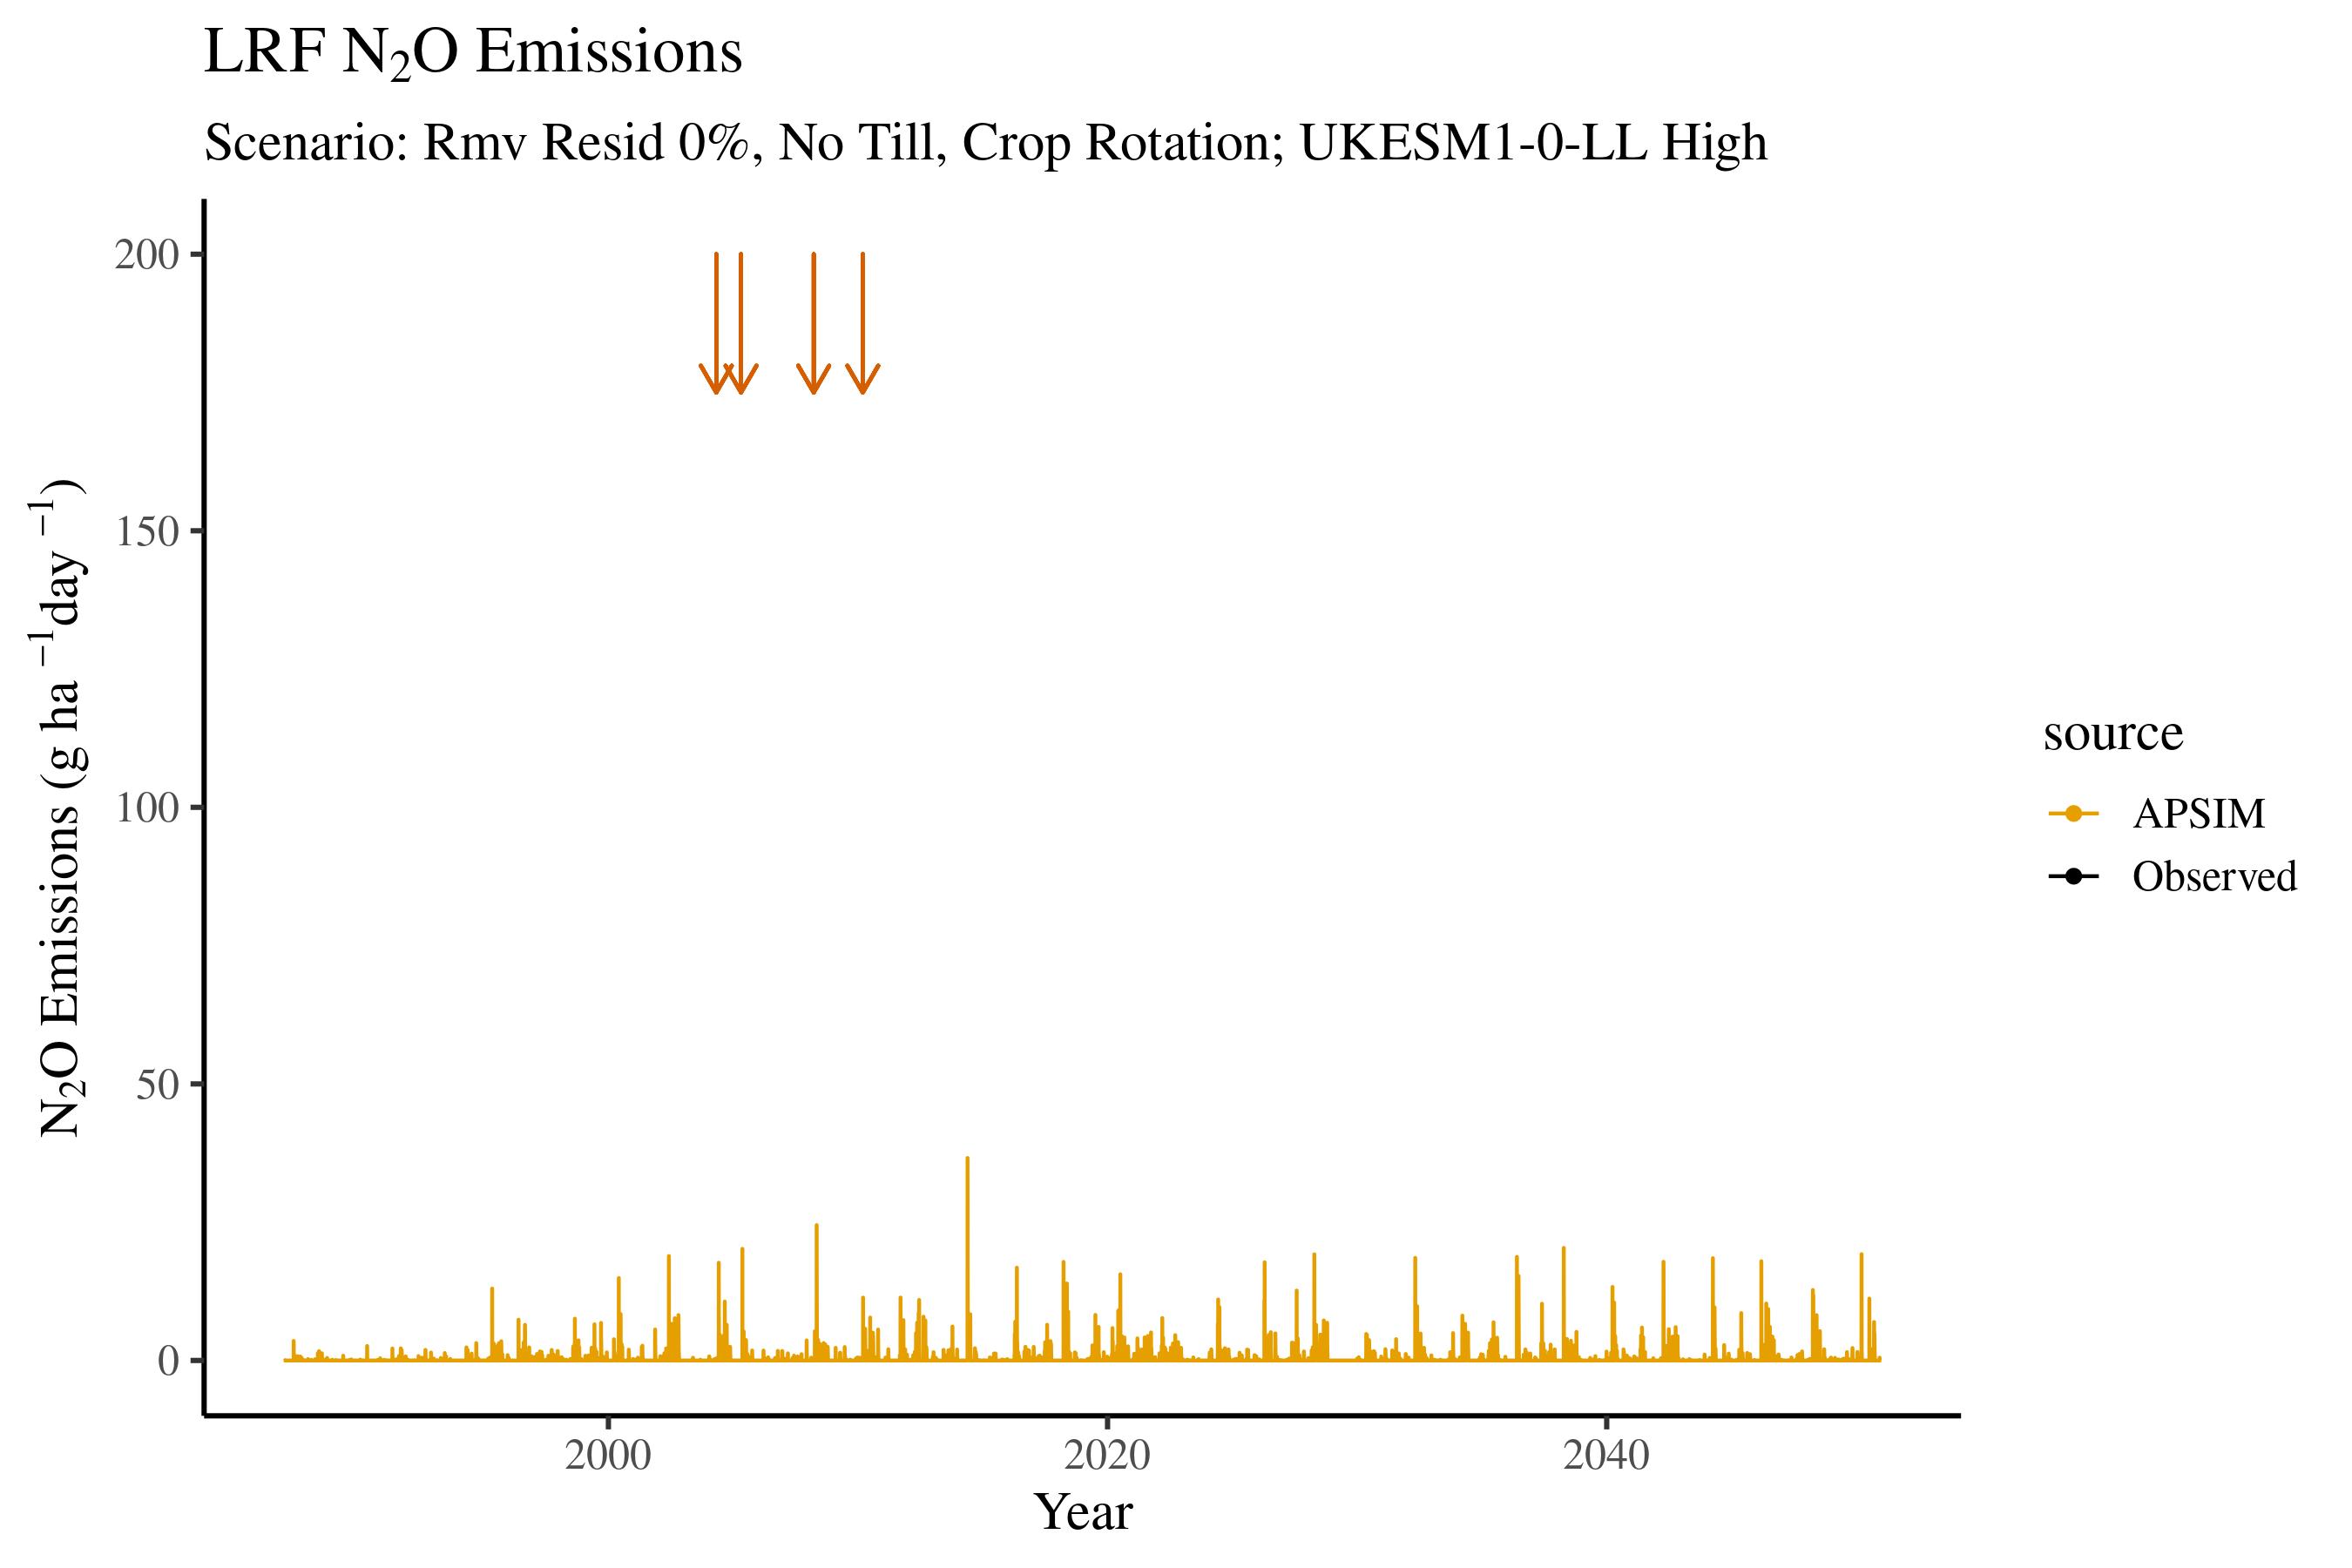 LRF N₂O Emissions
Scenario: Rmv Resid 0%, No Till, Crop Rotation; UKESM1-0-LL High
N₂O Emissions (g ha ⁻¹day ⁻¹)
200
150
100
50
0
2000 2020 2040
Year
source
APSIM
Observed